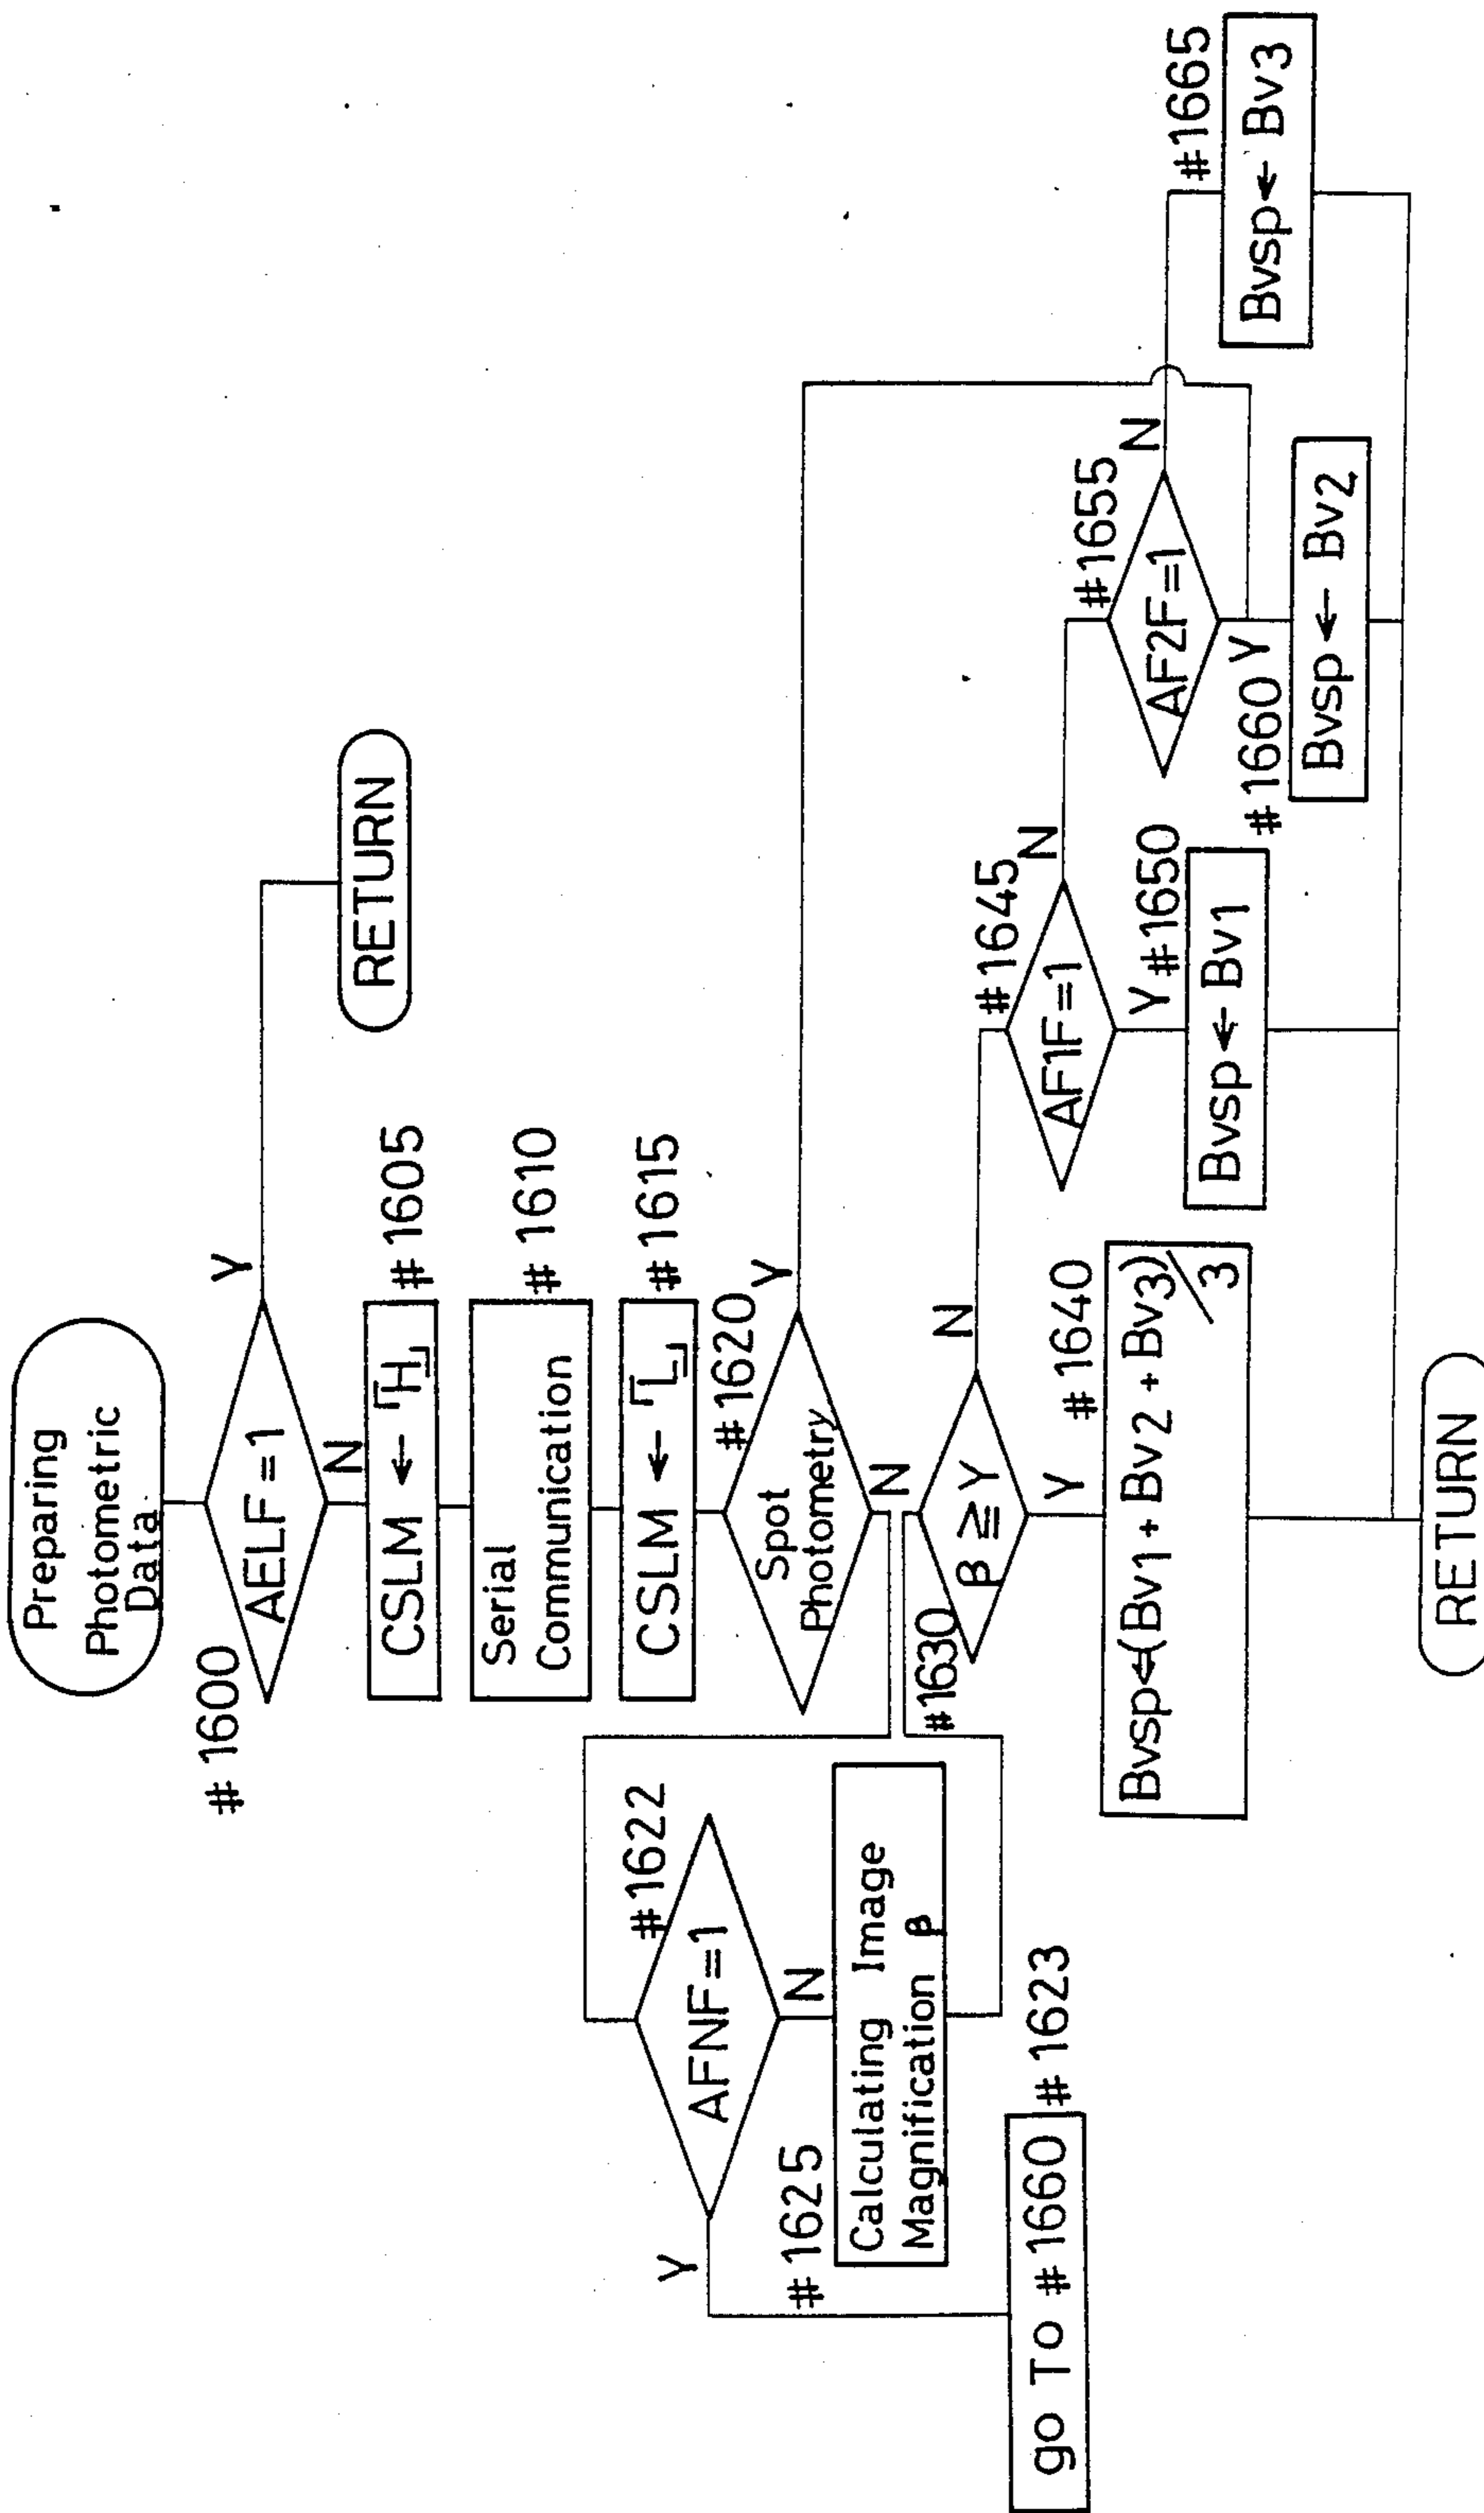 Preparing
Photometric
Data
#1600
AELF=1
Y
N
RETURN
CSLM ← 「H」
#1605
Serial
Communication
#1610
CSLM ← 「L」
#1615
#1620
Spot
Photometry
Y
N
#1622
AFNF=1
Y
N
#1625
Calculating Image
Magnification β
go To #1660
#1623
#1630
β ≧ γ
N
Y
#1640
Bvsp←(Bv1 + Bv2 + Bv3)/3
#1645
AF1F=1
N
Y
#1650
Bvsp ← Bv1
#1655
AF2F=1
N
Y
#1660
Bvsp ← Bv2
#1665
Bvsp ← Bv3
RETURN